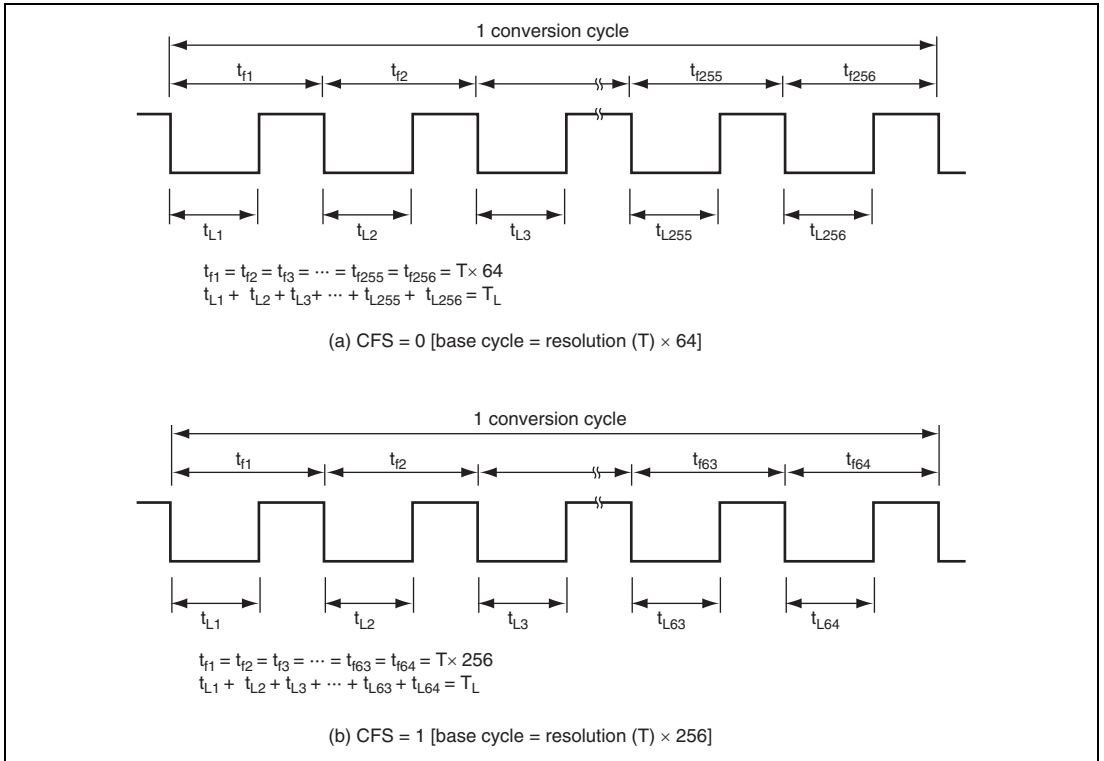 1 conversion cycle
tf1 tf2 tf255 tf256
tL1 tL2 tL3 tL255 tL256
tf1 = tf2 = tf3 = ··· = tf255 = tf256 = T× 64
tL1 + tL2 + tL3+ ··· + tL255 + tL256 = TL
(a) CFS = 0 [base cycle = resolution (T) × 64]
1 conversion cycle
tf1 tf2 tf63 tf64
tL1 tL2 tL3 tL63 tL64
tf1 = tf2 = tf3 = ··· = tf63 = tf64 = T× 256
tL1 + tL2 + tL3 + ··· + tL63 + tL64 = TL
(b) CFS = 1 [base cycle = resolution (T) × 256]